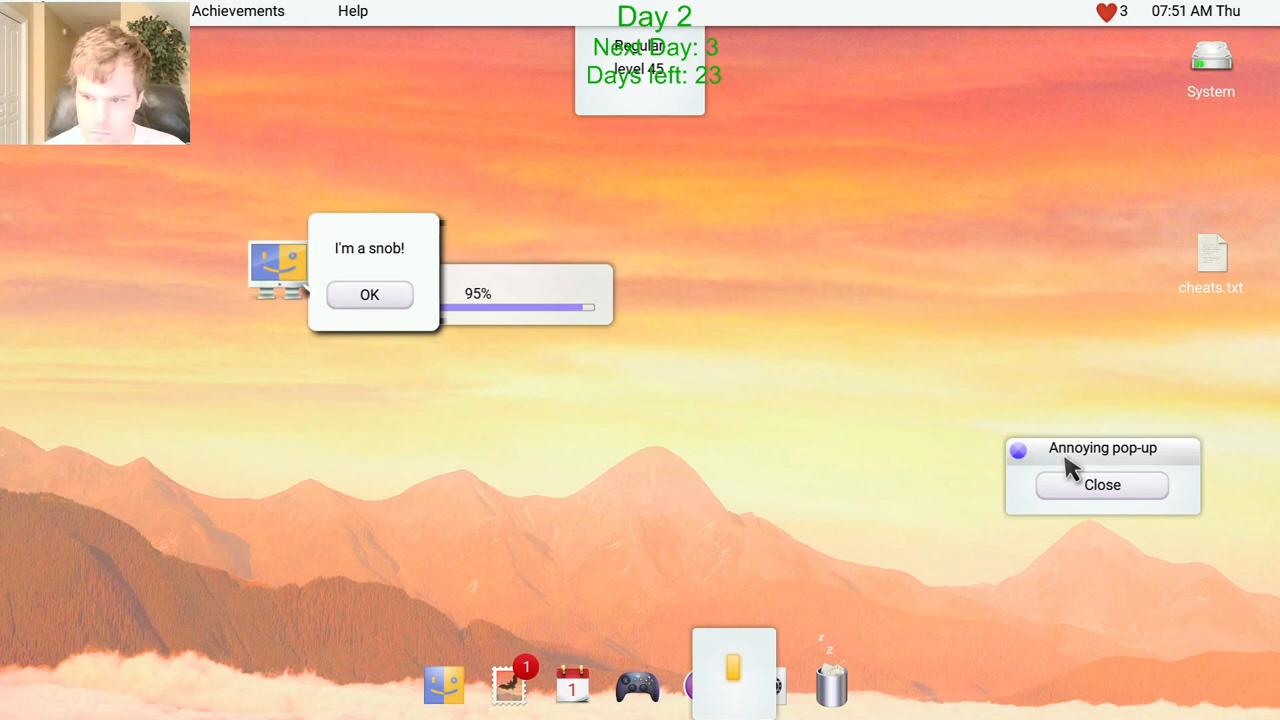 Achievements
Help
3
07:51 AM Thu
Day 2
Regular
Next Day: 3
level 45
Days left: 23
System
I'm a snob!
OK
95%
cheats.txt
Annoying pop-up
Close
1
1
z
z